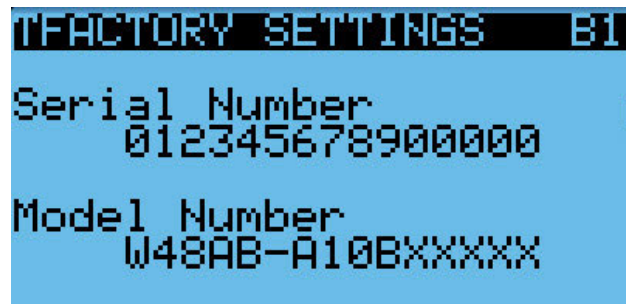 TFACTORY SETTINGS B1
Serial Number
012345678900000
Model Number
W48AB-A10BXXXXX